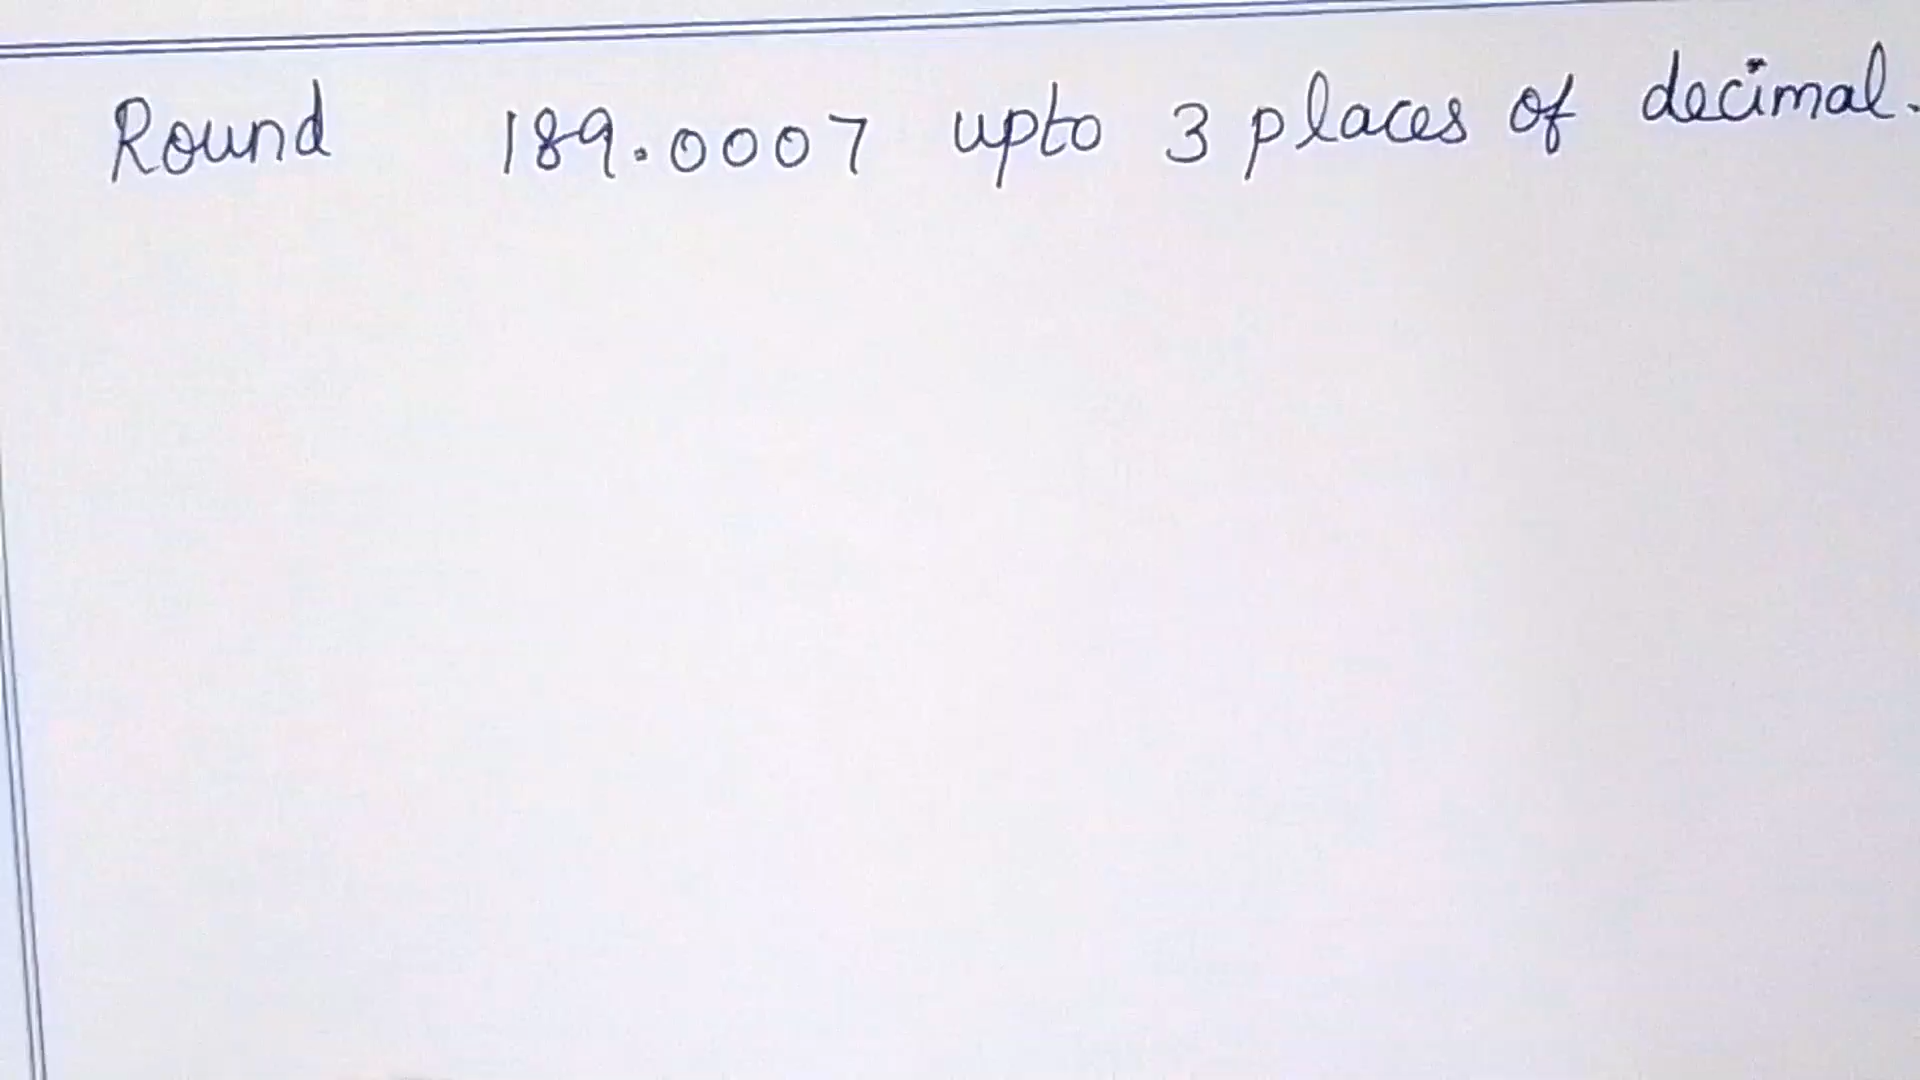 Round 189.0007 upto 3 places of decimal.